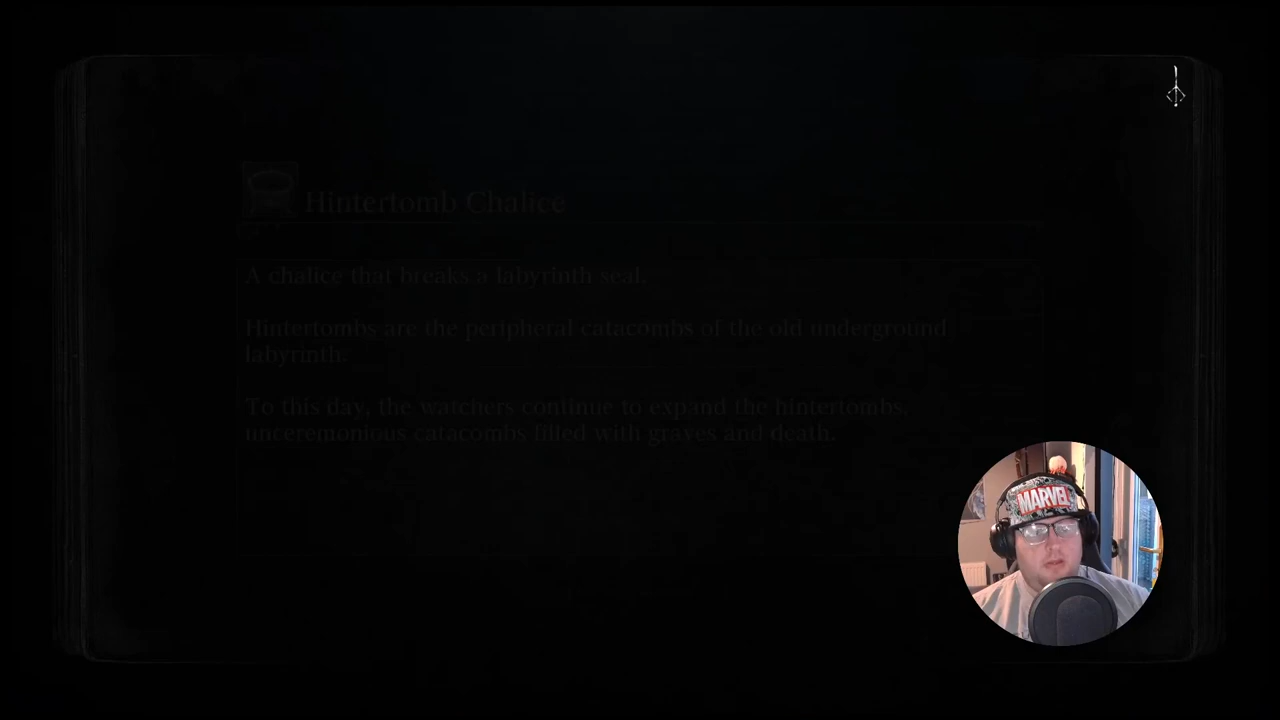 Hintertomb Chalice
A chalice that breaks a labyrinth seal.
Hintertombs are the peripheral catacombs of the old underground
labyrinth.
To this day, the watchers continue to expand the hintertombs,
unceremonious catacombs filled with graves and death.
MARVEL